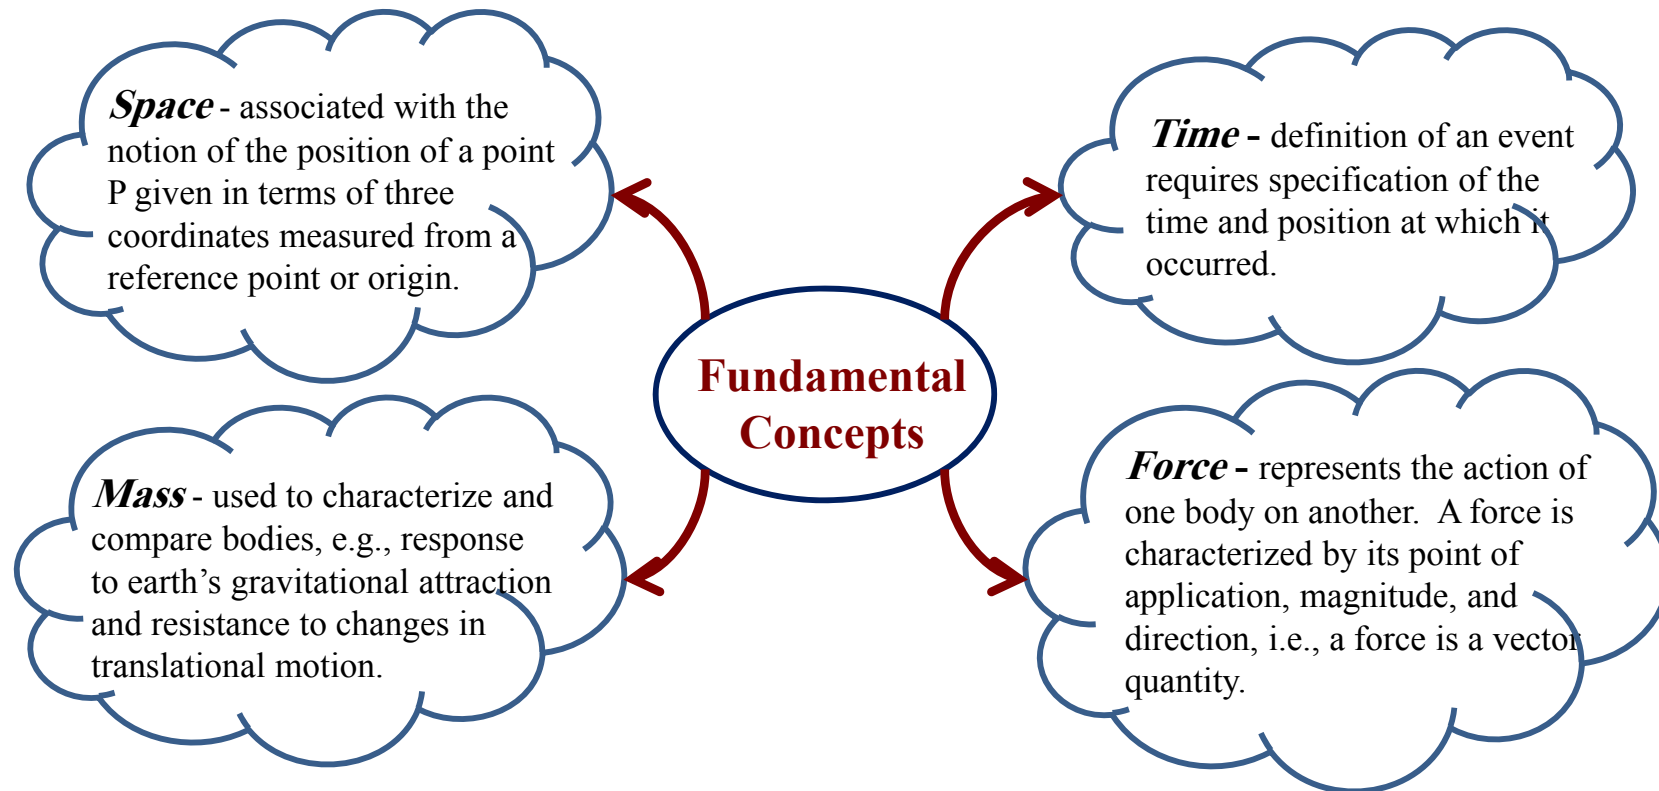 Space - associated with the
notion of the position of a point
P given in terms of three
coordinates measured from a
reference point or origin.
Time - definition of an event
requires specification of the
time and position at which it
occurred.
Fundamental
Concepts
Mass - used to characterize and
compare bodies, e.g., response
to earth’s gravitational attraction
and resistance to changes in
translational motion.
Force - represents the action of
one body on another.  A force is
characterized by its point of
application, magnitude, and
direction, i.e., a force is a vector
quantity.